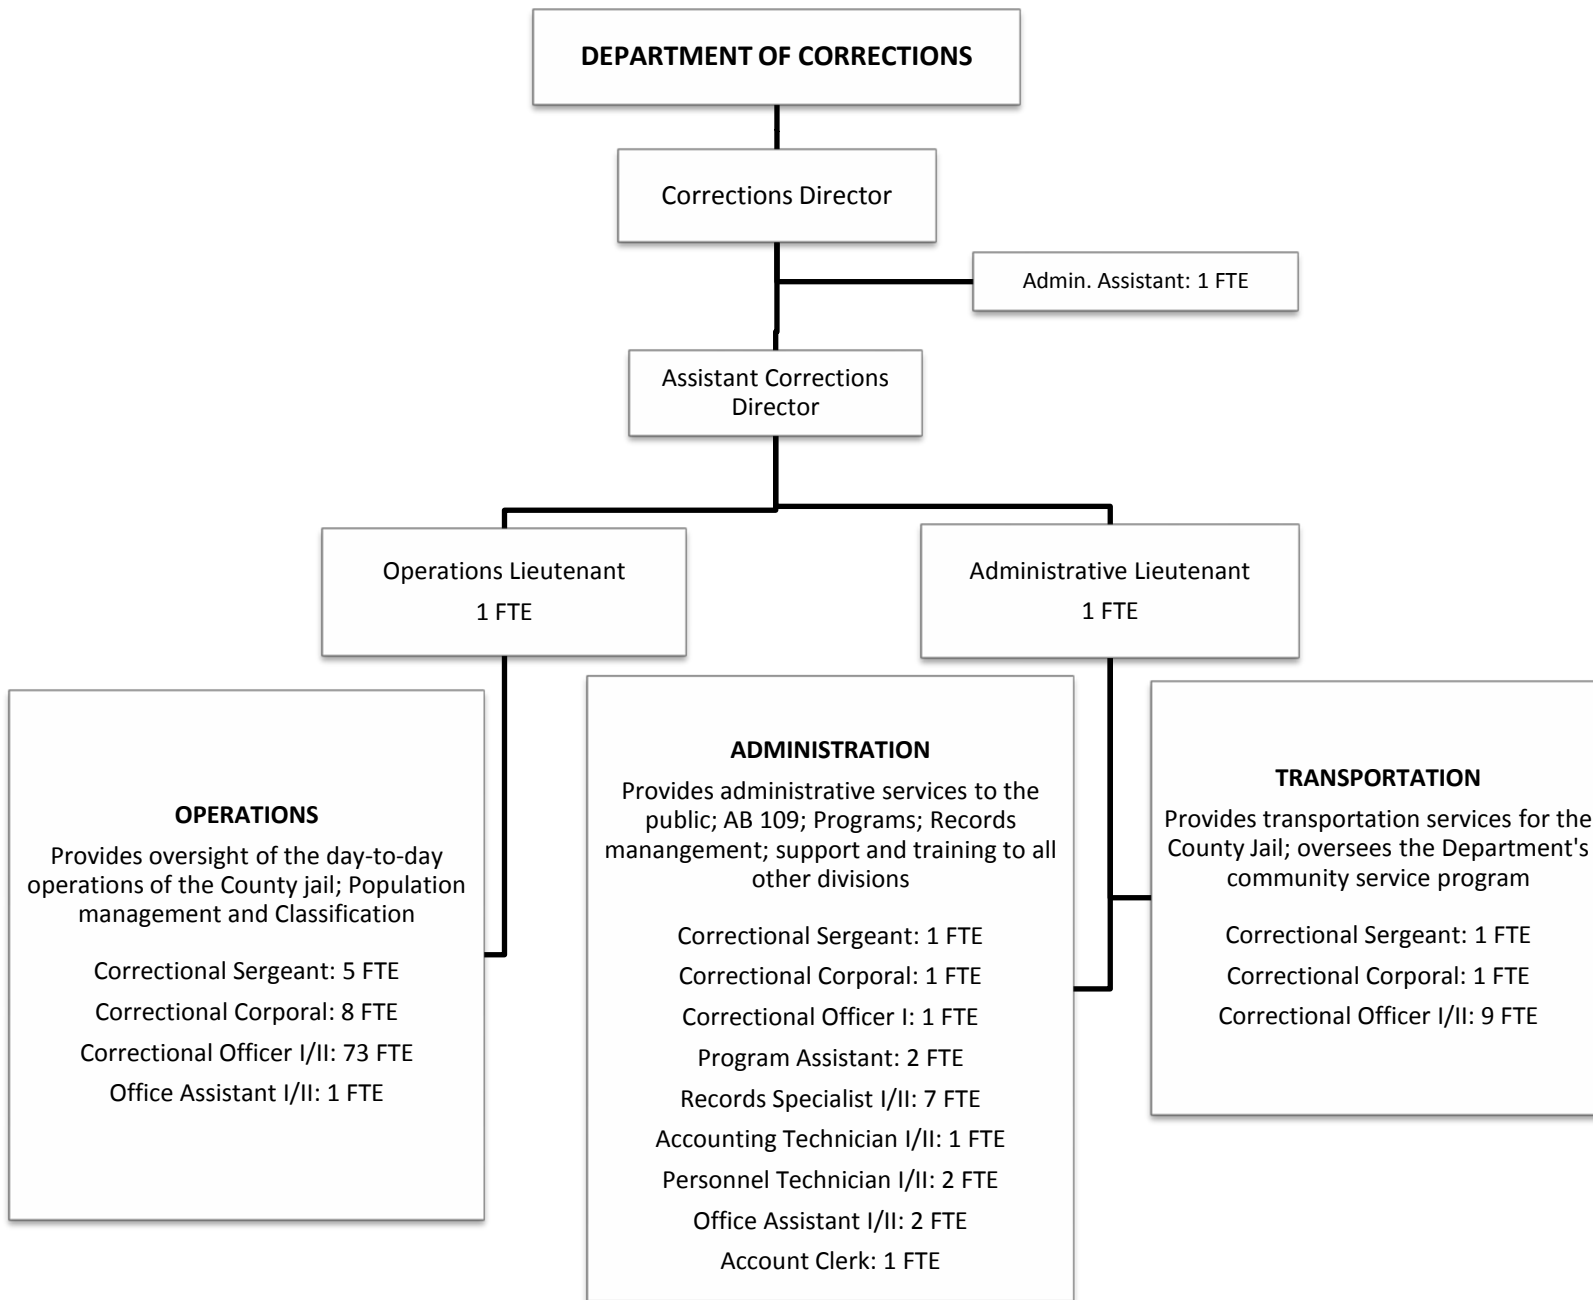 DEPARTMENT OF CORRECTIONS
Corrections Director
Admin. Assistant: 1 FTE
Assistant Corrections
Director
Operations Lieutenant
1 FTE
Administrative Lieutenant
1 FTE
OPERATIONS
Provides oversight of the day-to-day
operations of the County jail; Population
management and Classification
Correctional Sergeant: 5 FTE
Correctional Corporal: 8 FTE
Correctional Officer I/II: 73 FTE
Office Assistant I/II: 1 FTE
ADMINISTRATION
Provides administrative services to the
public; AB 109; Programs; Records
manangement; support and training to all
other divisions
Correctional Sergeant: 1 FTE
Correctional Corporal: 1 FTE
Correctional Officer I: 1 FTE
Program Assistant: 2 FTE
Records Specialist I/II: 7 FTE
Accounting Technician I/II: 1 FTE
Personnel Technician I/II: 2 FTE
Office Assistant I/II: 2 FTE
Account Clerk: 1 FTE
TRANSPORTATION
Provides transportation services for the
County Jail; oversees the Department's
community service program
Correctional Sergeant: 1 FTE
Correctional Corporal: 1 FTE
Correctional Officer I/II: 9 FTE